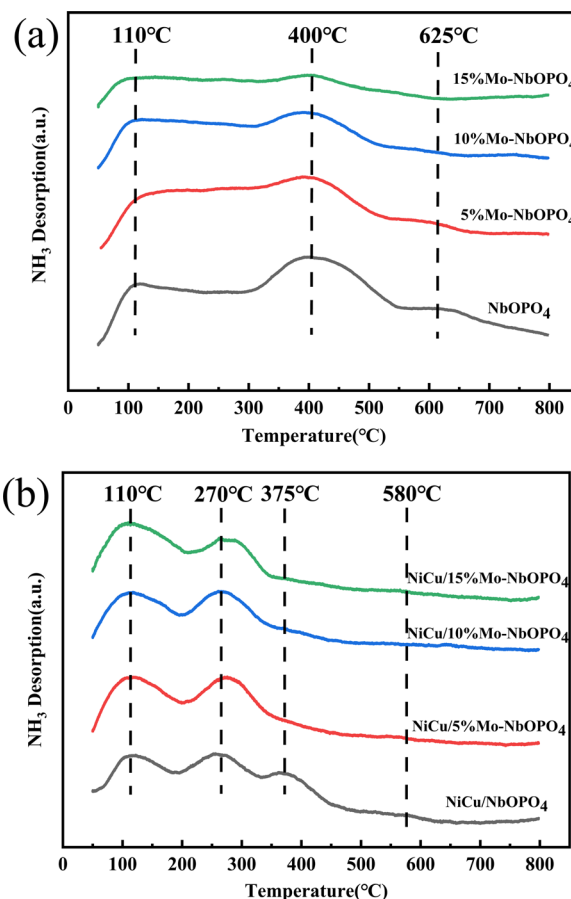 (a)
110℃ 400℃ 625℃
15%Mo-NbOPO4
10%Mo-NbOPO4
5%Mo-NbOPO4
NbOPO4
NH3 Desorption(a.u.)
0 100 200 300 400 500 600 700 800
Temperature(℃)
(b)
110℃ 270℃ 375℃ 580℃
NiCu/15%Mo-NbOPO4
NiCu/10%Mo-NbOPO4
NiCu/5%Mo-NbOPO4
NiCu/NbOPO4
NH3 Desorption(a.u.)
0 100 200 300 400 500 600 700 800
Temperature(℃)